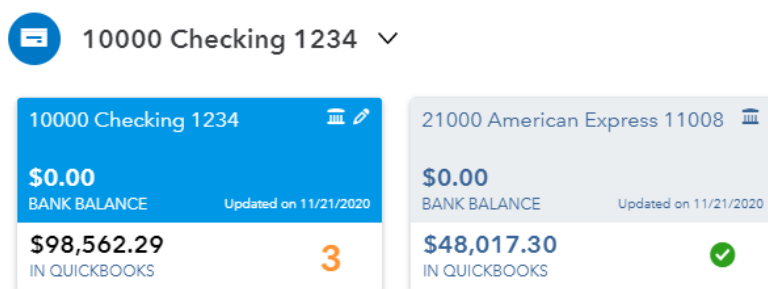 10000 Checking 1234
10000 Checking 1234
$0.00
BANK BALANCE Updated on 11/21/2020
$98,562.29
IN QUICKBOOKS
3
21000 American Express 11008
$0.00
BANK BALANCE Updated on 11/21/2020
$48,017.30
IN QUICKBOOKS